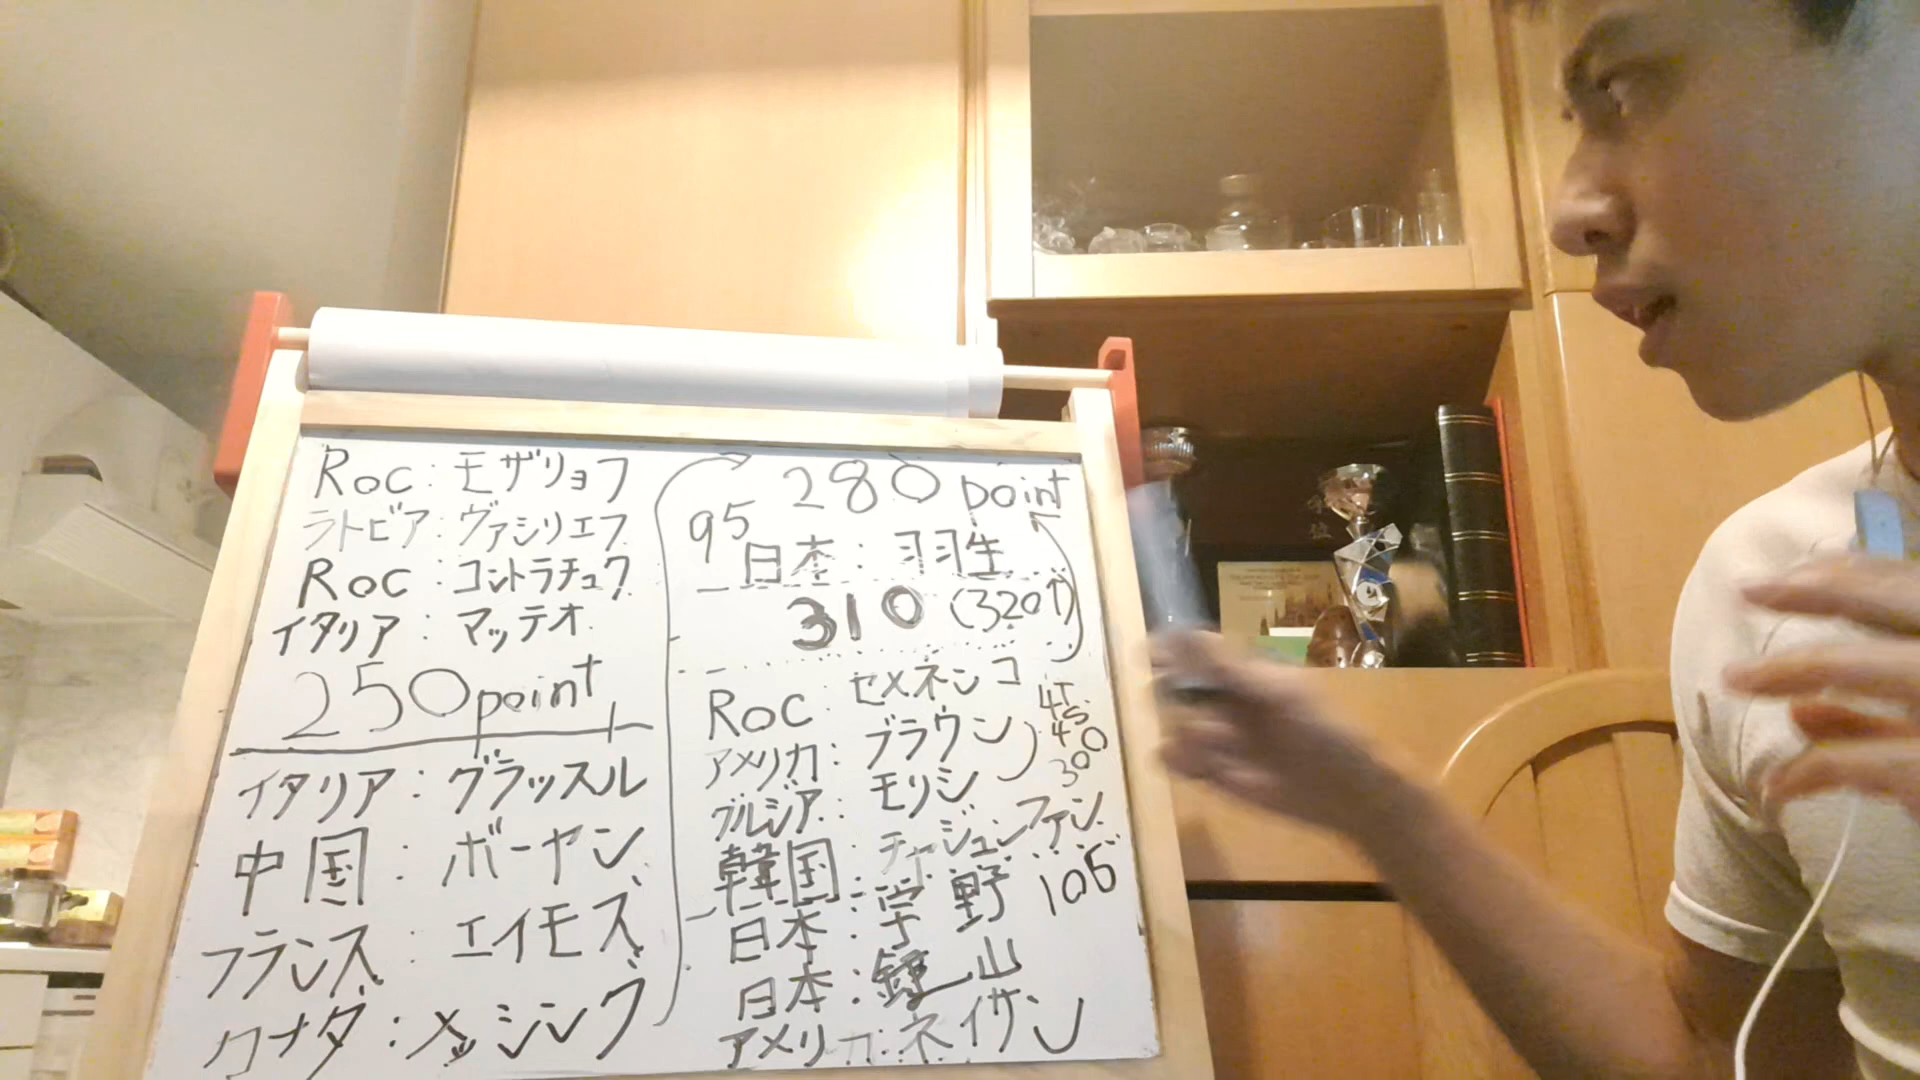 Roc:モザリョフ
ラトビア:ヴァシリエフ
Roc:コントラチュク
イタリア:マッテオ
250point
イタリア:グラッスル
中国:ボーヤン
フランス:エイモズ
カナダ:メッシング
280 point
95
日本:羽生
310 (320↑)
Roc:セメネンコ
アメリカ:ブラウン)
4T
4S
300
ブルジア:モリシ
韓国:チャジュンファン
日本:宇野 105
日本:鍵山
アメリカ:ネイサン